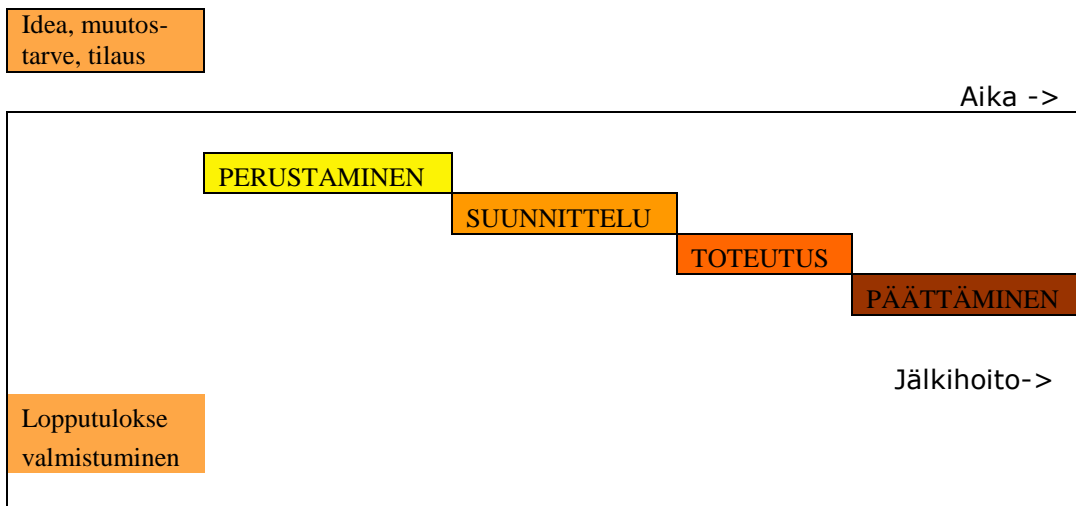 Idea, muutos-
tarve, tilaus
Aika ->
PERUSTAMINEN
SUUNNITTELU
TOTEUTUS
PÄÄTTÄMINEN
Jälkihoito->
Lopputulokse
valmistuminen